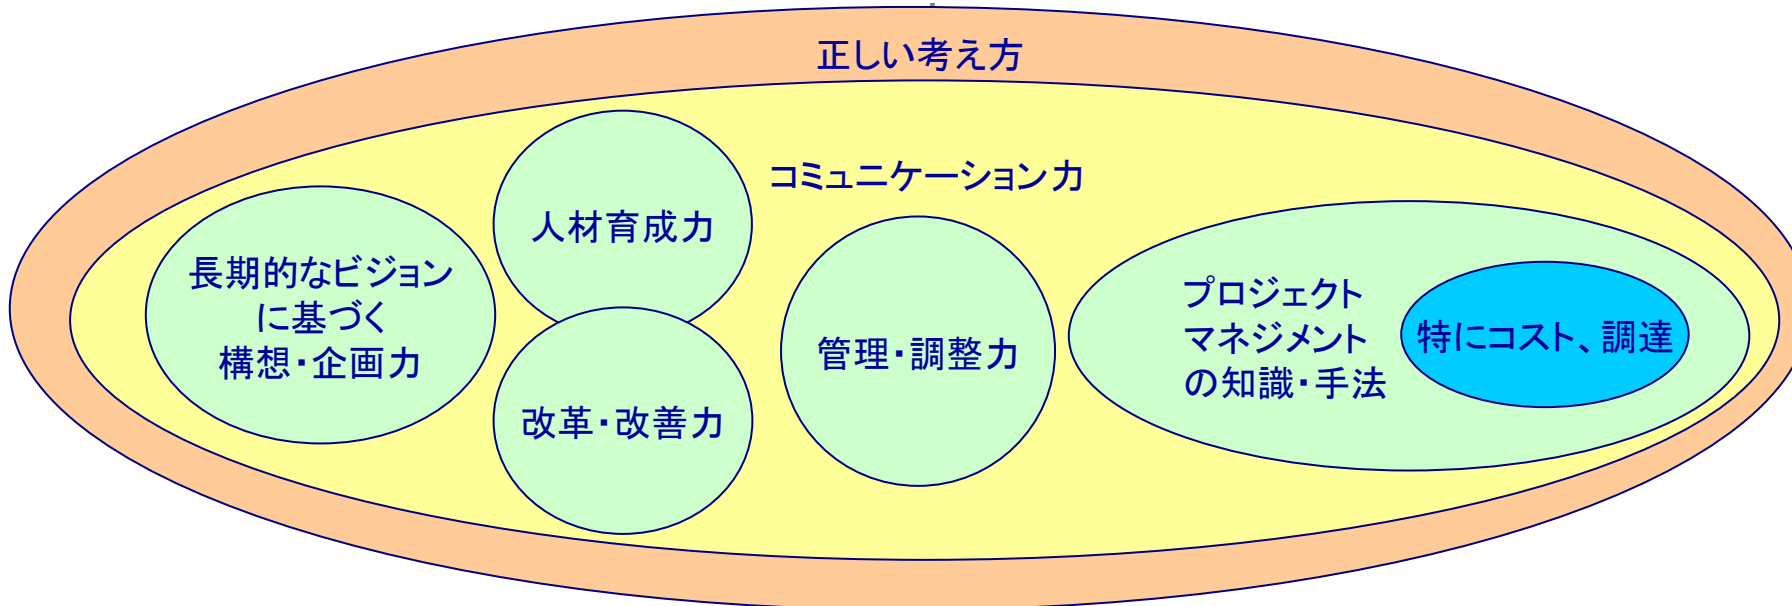 正しい考え方
コミュニケーション力
人材育成力
長期的なビジョン
に基づく
構想・企画力
改革・改善力
管理・調整力
プロジェクト
マネジメント
の知識・手法
特にコスト、調達